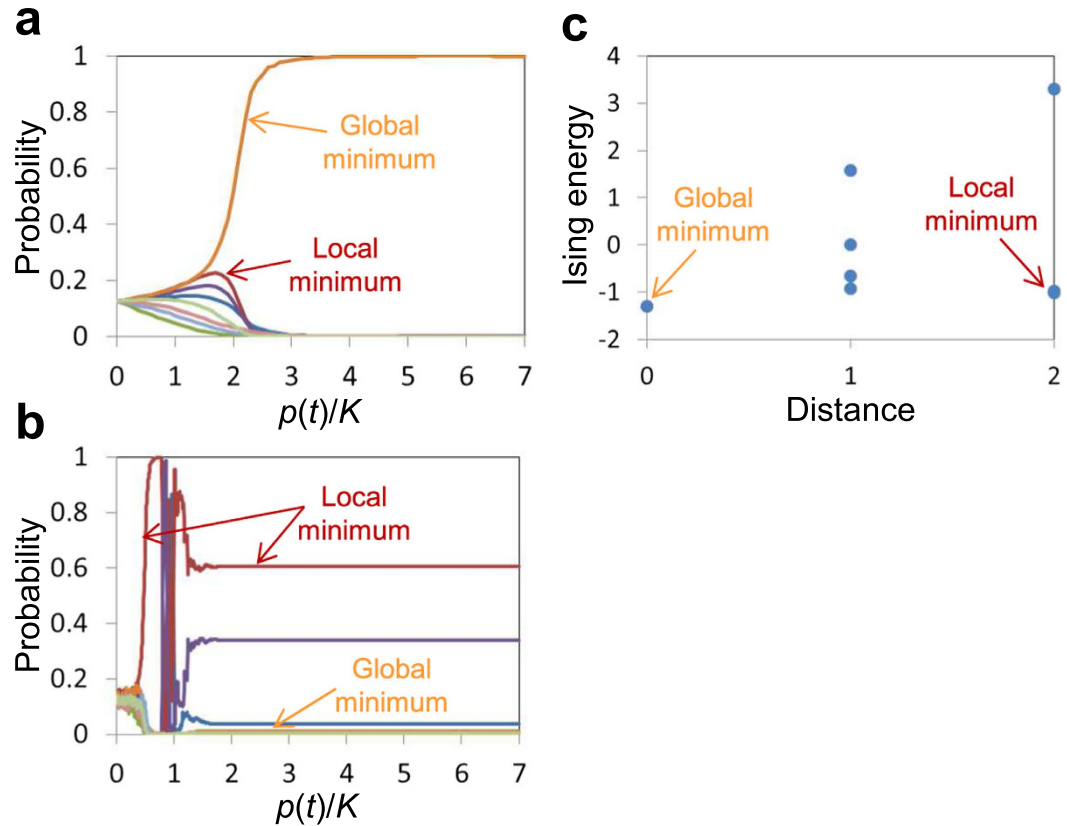 a
Probability
1
0.8
0.6
0.4
0.2
0
Global
minimum
Local
minimum
0 1 2 3 4 5 6 7
p(t)/K
b
Probability
1
0.8
0.6
0.4
0.2
0
Local
minimum
Global
minimum
0 1 2 3 4 5 6 7
p(t)/K
c
Ising energy
4
3
2
1
0
-1
-2
Global
minimum
Local
minimum
0 1 2
Distance